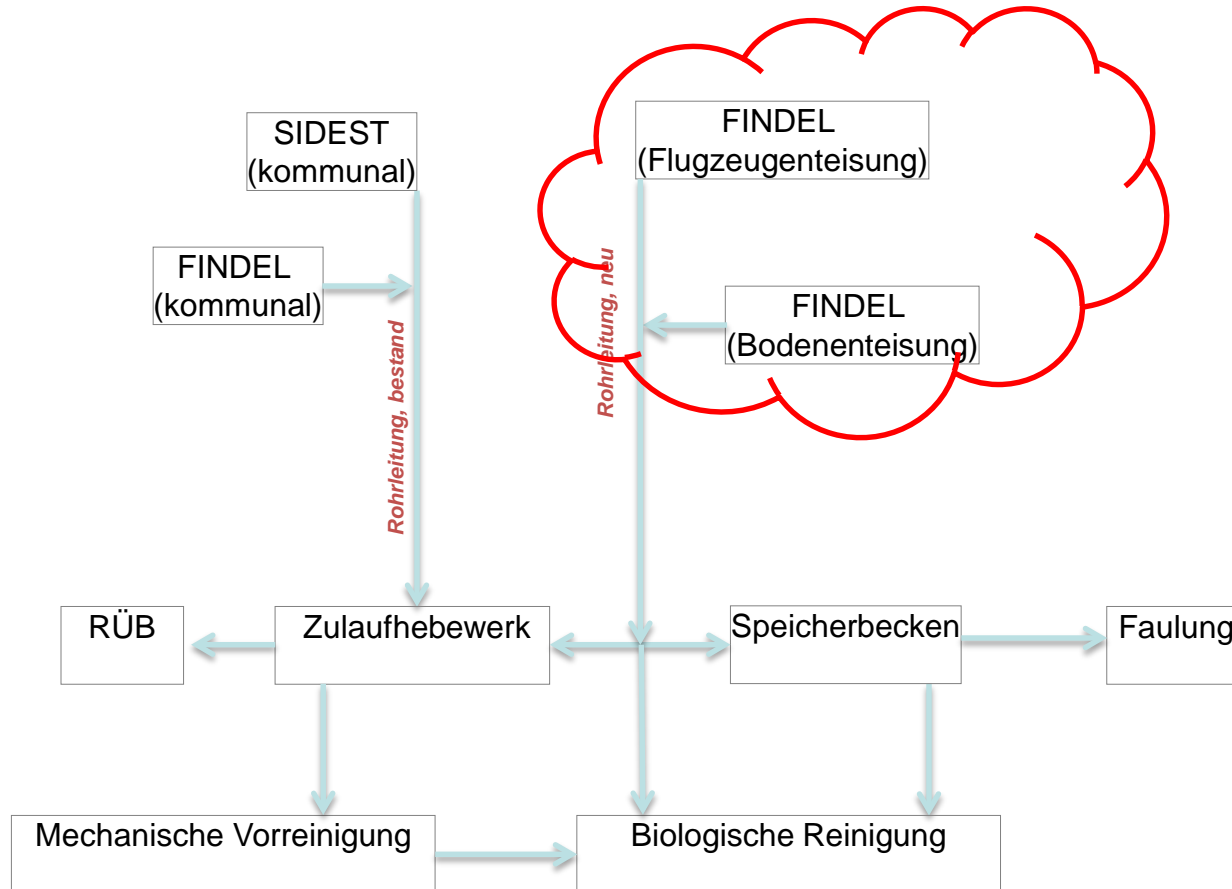 SIDEST
(kommunal)
FINDEL
(Flugzeugenteisung)
FINDEL
(kommunal)
Rohrleitung, bestand
Rohrleitung, neu
FINDEL
(Bodenenteisung)
RÜB
Zulaufhebewerk
Speicherbecken
Faulung
Mechanische Vorreinigung
Biologische Reinigung